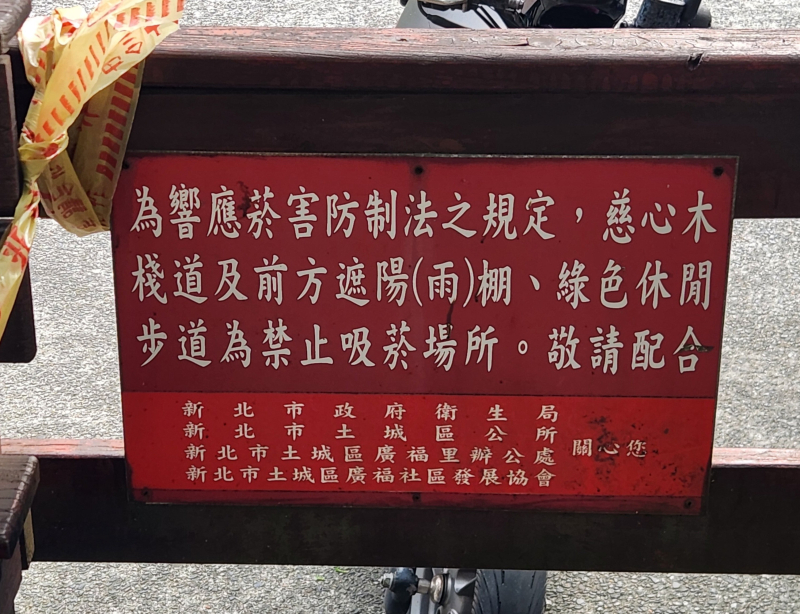 為響應菸害防制法之規定，慈心木
棧道及前方遮陽(雨)棚、綠色休閒
步道為禁止吸菸場所。敬請配合
新北市政府衛生局
新北市土城區公所
新北市土城區廣福里辦公處
新北市土城區廣福社區發展協會
關心您